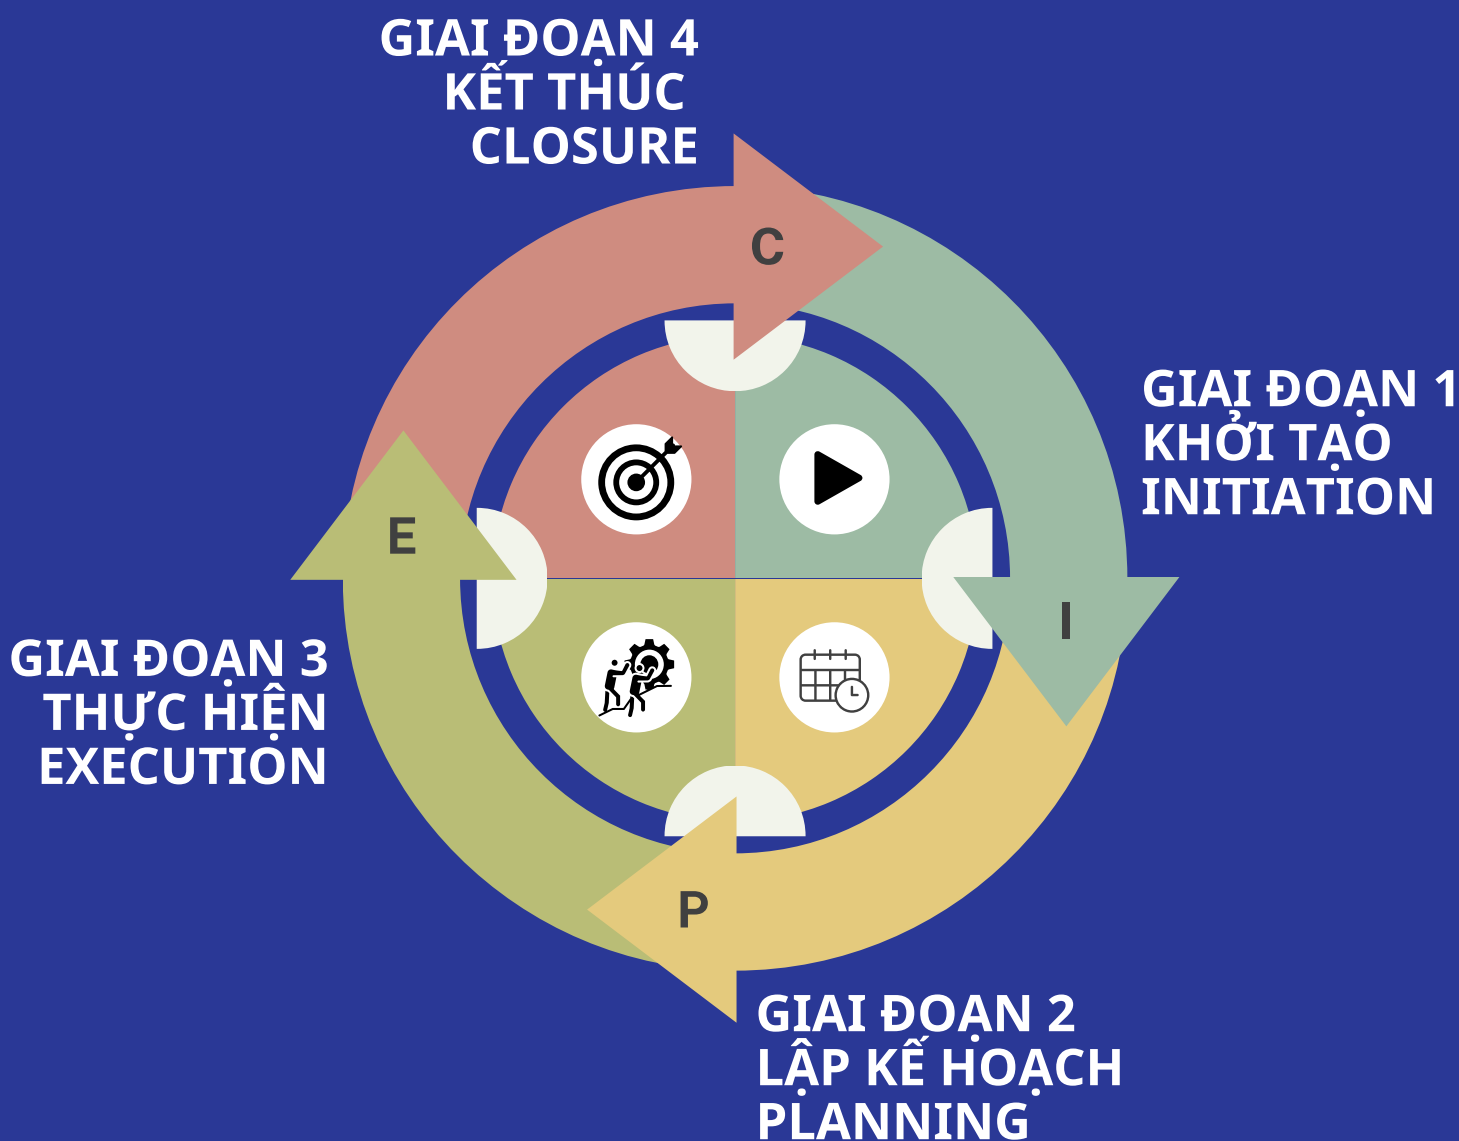 GIAI ĐOẠN 4
KẾT THÚC
CLOSURE
C
GIAI ĐOẠN 1
KHỞI TẠO
INITIATION
E
I
GIAI ĐOẠN 3
THỰC HIỆN
EXECUTION
P
GIAI ĐOẠN 2
LẬP KẾ HOẠCH
PLANNING